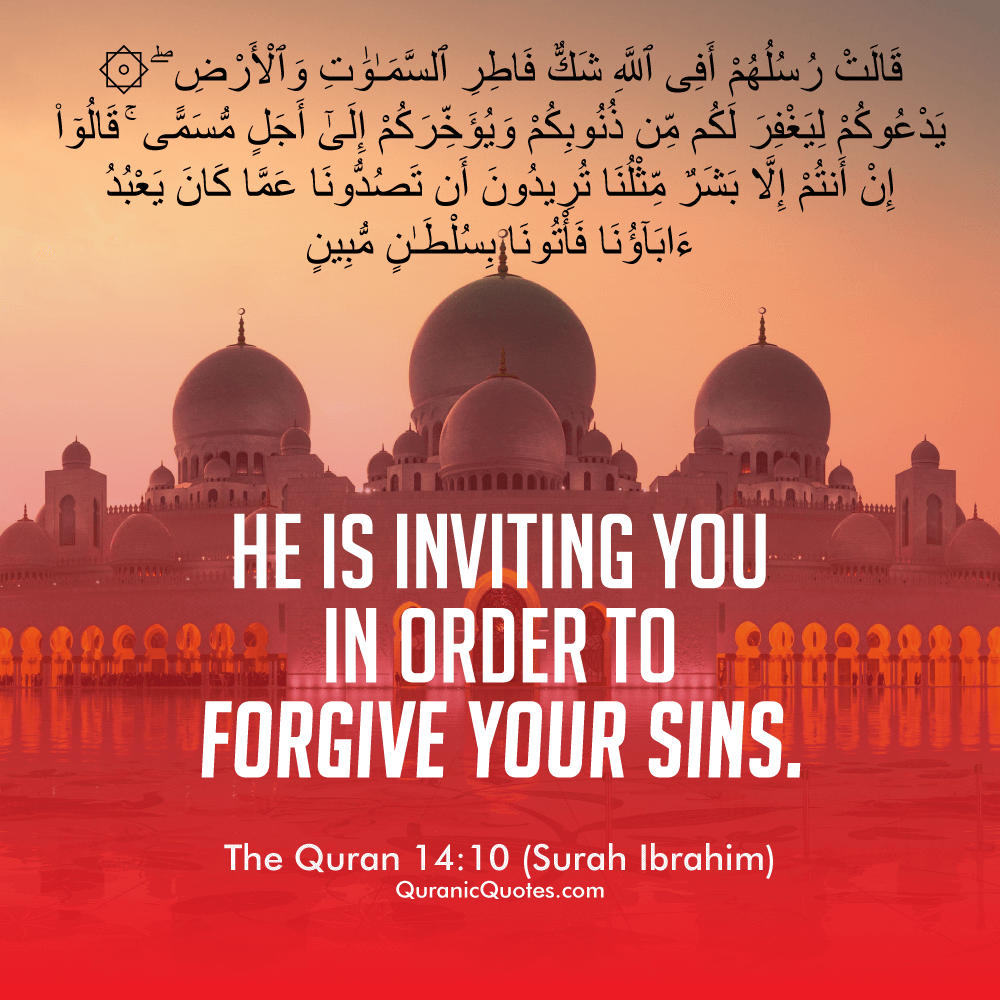 ۞ قَالَتْ رُسُلُهُمْ أَفِى ٱللَّهِ شَكٌّ فَاطِرِ ٱلسَّمَـٰوَٰتِ وَٱلْأَرْضِ ۖ
يَدْعُوكُمْ لِيَغْفِرَ لَكُم مِّن ذُنُوبِكُمْ وَيُؤَخِّرَكُمْ إِلَىٰٓ أَجَلٍ مُّسَمًّى ۚ قَالُوٓا۟
إِنْ أَنتُمْ إِلَّا بَشَرٌ مِّثْلُنَا تُرِيدُونَ أَن تَصُدُّونَا عَمَّا كَانَ يَعْبُدُ
ءَابَآؤُنَا فَأْتُونَا بِسُلْطَـٰنٍ مُّبِينٍ
HE IS INVITING YOU
IN ORDER TO
FORGIVE YOUR SINS.
The Quran 14:10 (Surah Ibrahim)
QuranicQuotes.com